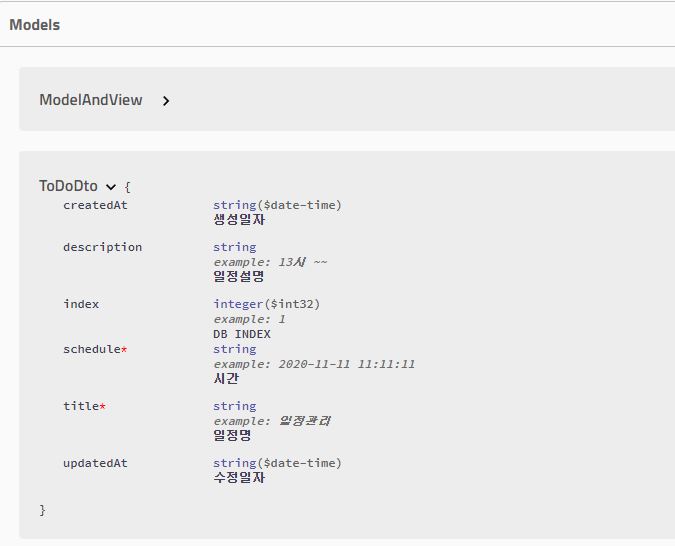 Models
ModelAndView
ToDoDto {
createdAt string($date-time)
생성일자
description string
example: 13시 ~~
일정설명
index integer($int32)
example: 1
DB INDEX
schedule* string
example: 2020-11-11 11:11:11
시간
title* string
example: 일정관리
일정명
updatedAt string($date-time)
수정일자
}